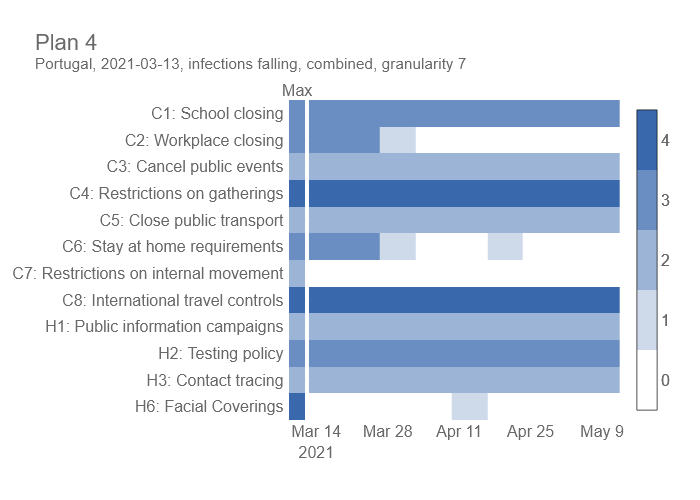 Plan 4
Portugal, 2021-03-13, infections falling, combined, granularity 7
Max
C1: School closing
C2: Workplace closing
C3: Cancel public events
C4: Restrictions on gatherings
C5: Close public transport
C6: Stay at home requirements
C7: Restrictions on internal movement
C8: International travel controls
H1: Public information campaigns
H2: Testing policy
H3: Contact tracing
H6: Facial Coverings
Mar 14 Mar 28 Apr 11 Apr 25 May 9
2021
4
3
2
1
0